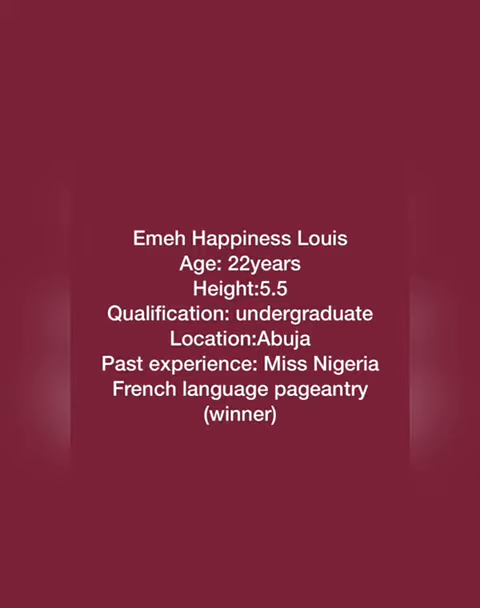 Emeh Happiness Louis
Age: 22years
Height:5.5
Qualification: undergraduate
Location:Abuja
Past experience: Miss Nigeria
French language pageantry
(winner)